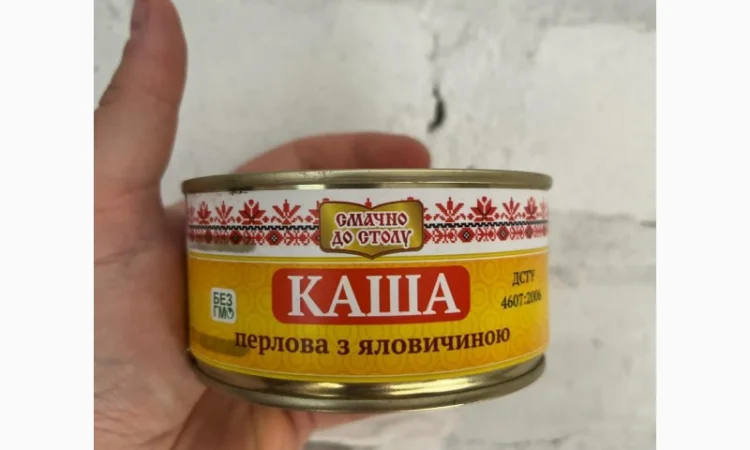 СМАЧНО
ДО СТОЛУ
КАША
ДСТУ
4607:2006
БЕЗ
ГМО
перлова з яловичиною